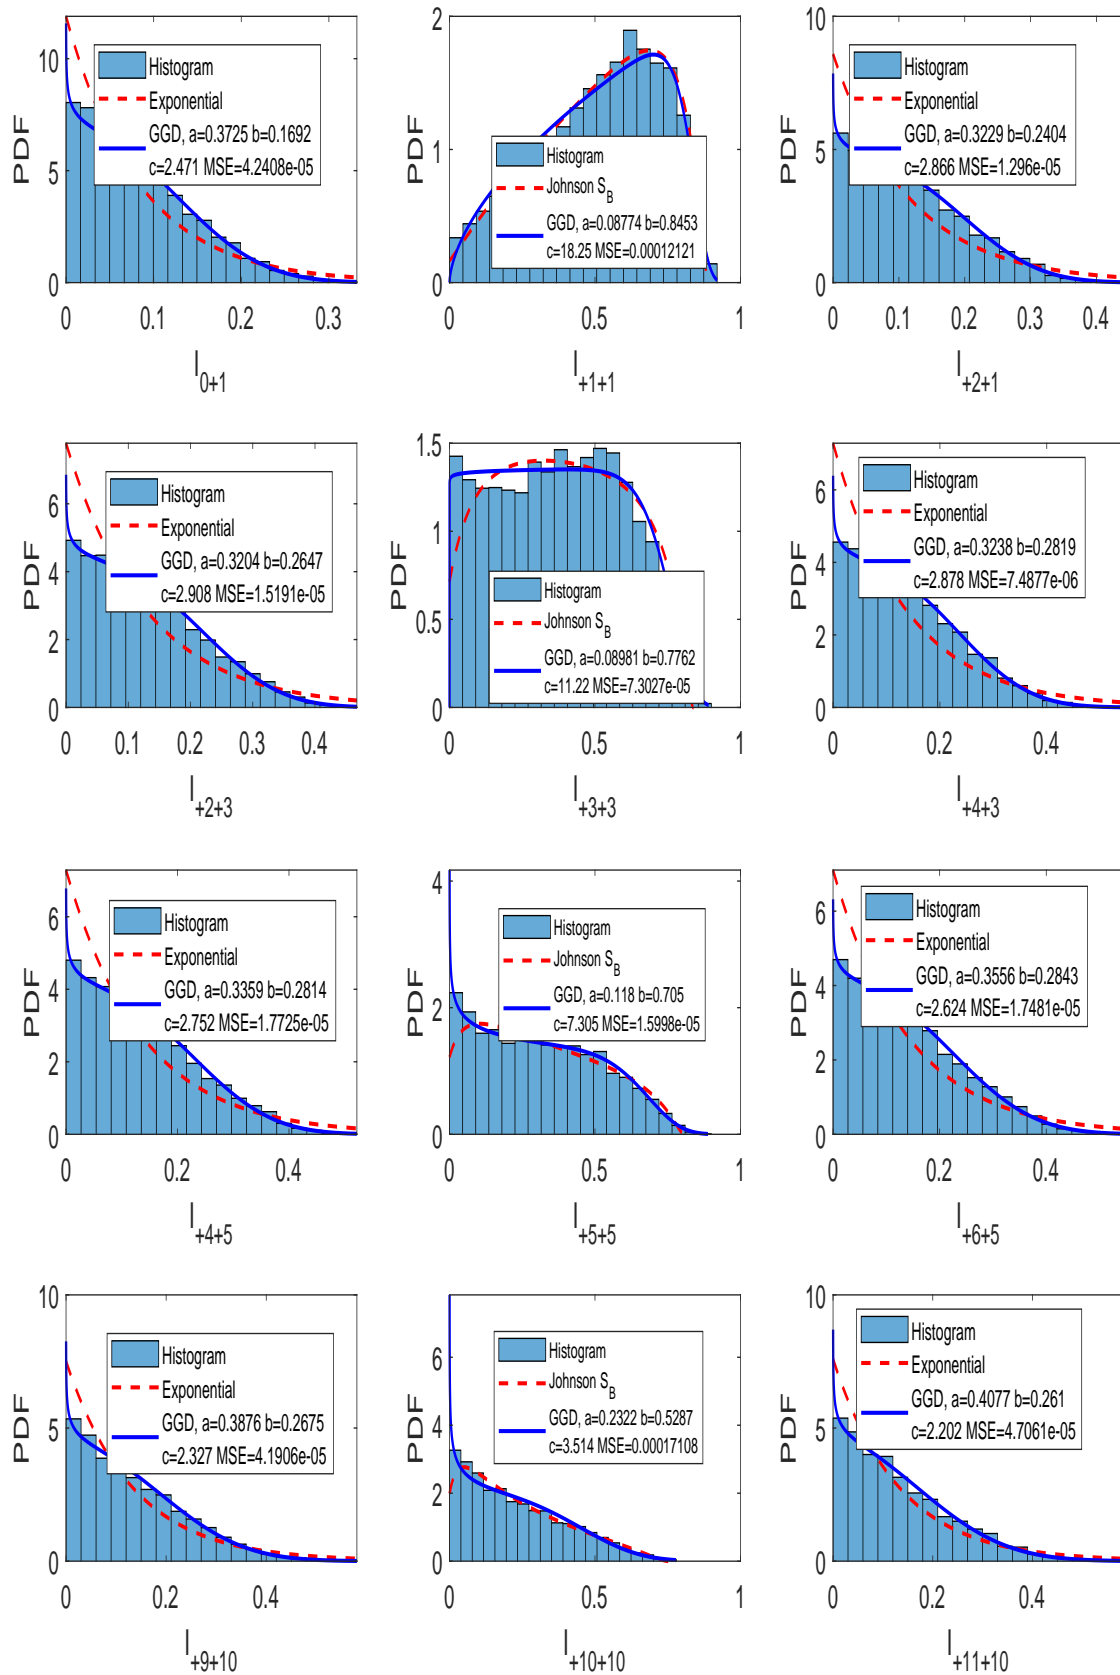 PDF
10
5
0
Histogram
Exponential
GGD, a=0.3725 b=0.1692
c=2.471 MSE=4.2408e-05
0 0.1 0.2 0.3
I0+1
PDF
2
1
0
Histogram
Johnson SB
GGD, a=0.08774 b=0.8453
c=18.25 MSE=0.00012121
0 0.5 1
I+1+1
PDF
10
5
0
Histogram
Exponential
GGD, a=0.3229 b=0.2404
c=2.866 MSE=1.296e-05
0 0.1 0.2 0.3 0.4
I+2+1
PDF
6
4
2
0
Histogram
Exponential
GGD, a=0.3204 b=0.2647
c=2.908 MSE=1.5191e-05
0 0.1 0.2 0.3 0.4
I+2+3
PDF
1.5
1
0.5
0
Histogram
Johnson SB
GGD, a=0.08981 b=0.7762
c=11.22 MSE=7.3027e-05
0 0.5 1
I+3+3
PDF
6
4
2
0
Histogram
Exponential
GGD, a=0.3238 b=0.2819
c=2.878 MSE=7.4877e-06
0 0.2 0.4
I+4+3
PDF
6
4
2
0
Histogram
Exponential
GGD, a=0.3359 b=0.2814
c=2.752 MSE=1.7725e-05
0 0.2 0.4
I+4+5
PDF
4
2
0
Histogram
Johnson SB
GGD, a=0.118 b=0.705
c=7.305 MSE=1.5998e-05
0 0.5 1
I+5+5
PDF
6
4
2
0
Histogram
Exponential
GGD, a=0.3556 b=0.2843
c=2.624 MSE=1.7481e-05
0 0.2 0.4
I+6+5
PDF
10
5
0
Histogram
Exponential
GGD, a=0.3876 b=0.2675
c=2.327 MSE=4.1906e-05
0 0.2 0.4
I+9+10
PDF
6
4
2
0
Histogram
Johnson SB
GGD, a=0.2322 b=0.5287
c=3.514 MSE=0.00017108
0 0.5 1
I+10+10
PDF
10
5
0
Histogram
Exponential
GGD, a=0.4077 b=0.261
c=2.202 MSE=4.7061e-05
0 0.2 0.4
I+11+10